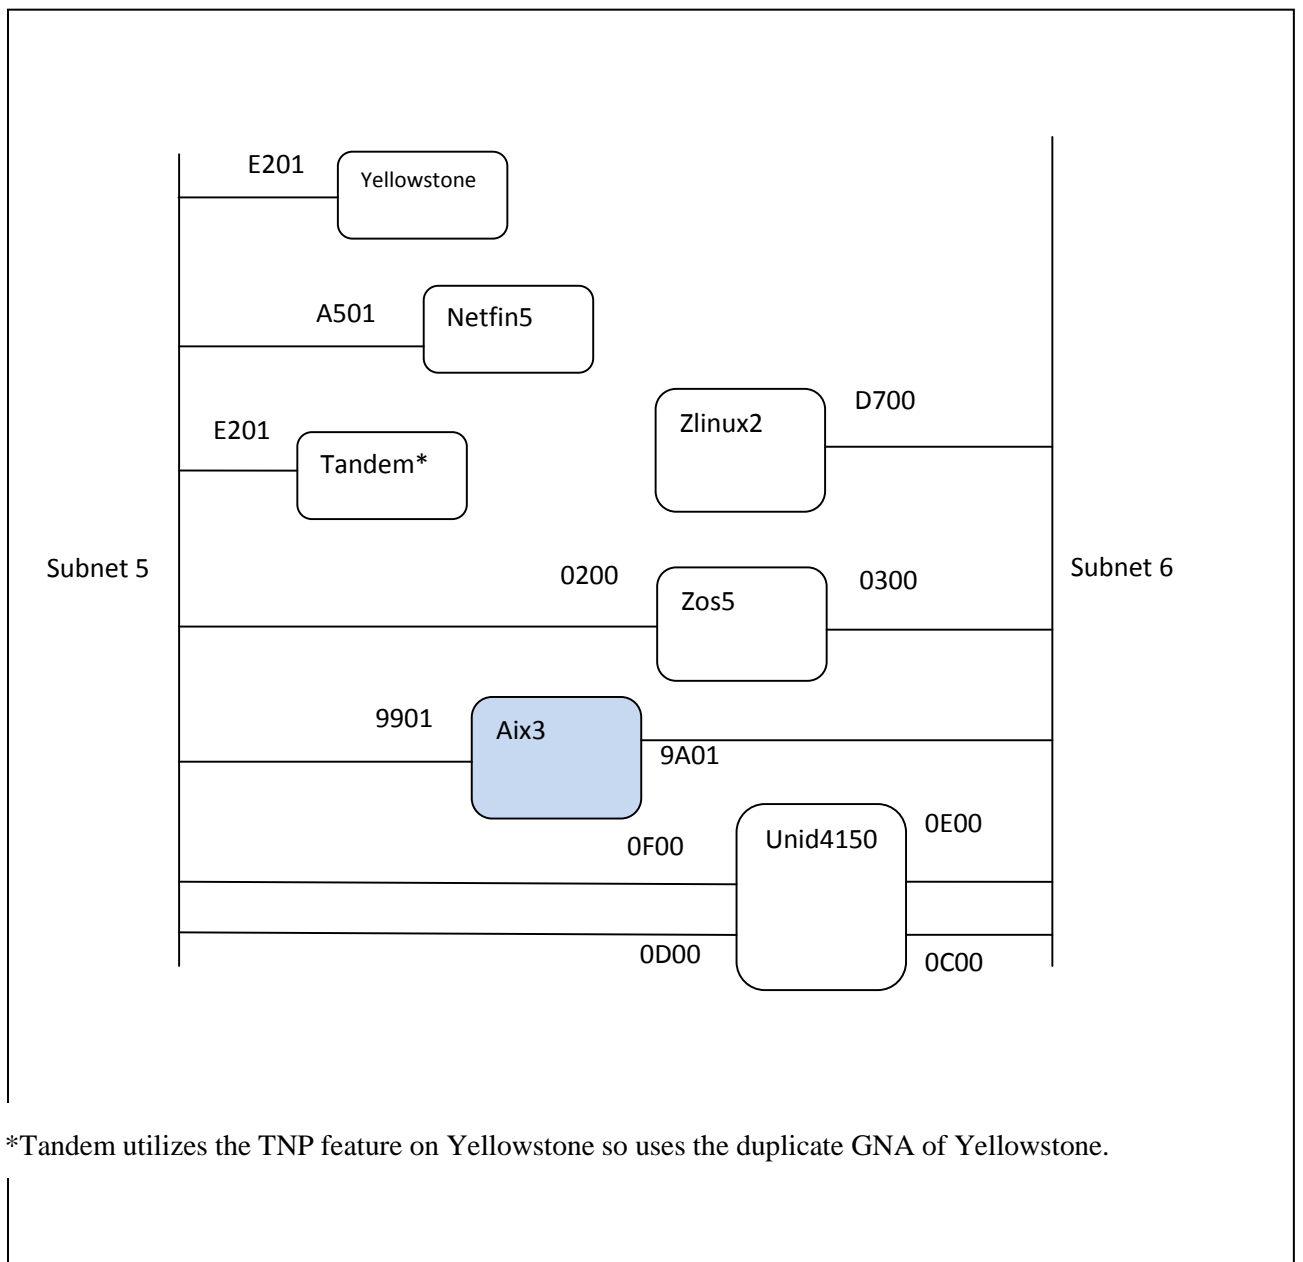 E201
Yellowstone
A501
Netfin5
Zlinux2
D700
E201
Tandem*
Subnet 5
0200
Zos5
0300
Subnet 6
9901
Aix3
9A01
0F00
Unid4150
0E00
0D00
0C00
*Tandem utilizes the TNP feature on Yellowstone so uses the duplicate GNA of Yellowstone.